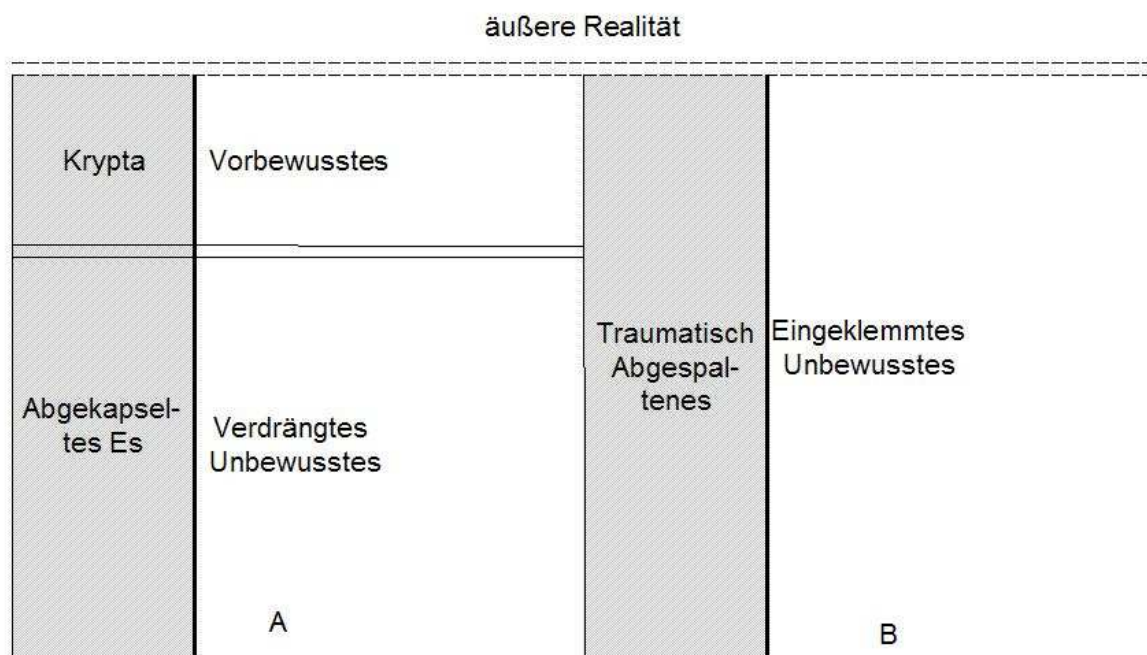 äußere Realität
Krypta
Vorbewusstes
Abgekapsel-
tes Es
Verdrängtes
Unbewusstes
A
Traumatisch
Abgespal-
tenes
Eingeklemmtes
Unbewusstes
B